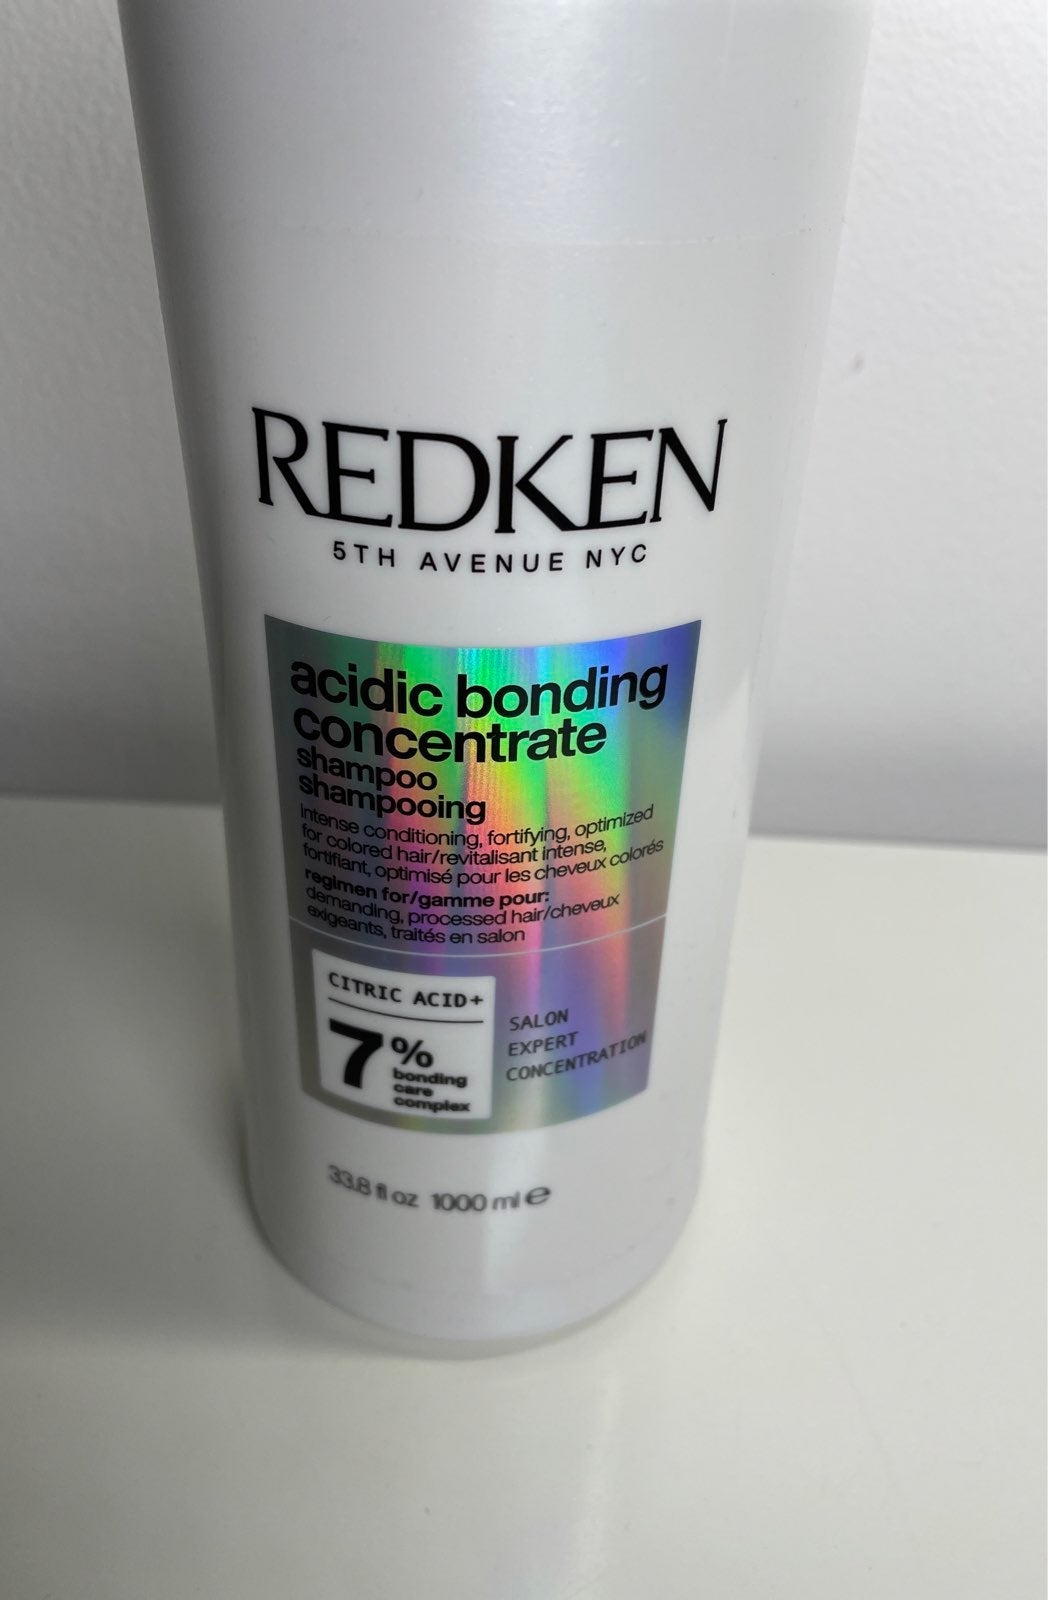 REDKEN
5TH AVENUE NYC
acidic bonding
concentrate
shampoo
shampooing
intense conditioning, fortifying, optimized
for colored hair/revitalisant intense,
fortifiant, optimisé pour les cheveux colorés
regimen for/gamme pour:
demanding, processed hair/cheveux
exigeants, traités en salon
CITRIC ACID+
7%
bonding
care
complex
SALON
EXPERT
CONCENTRATION
33.8 fl oz 1000 ml e